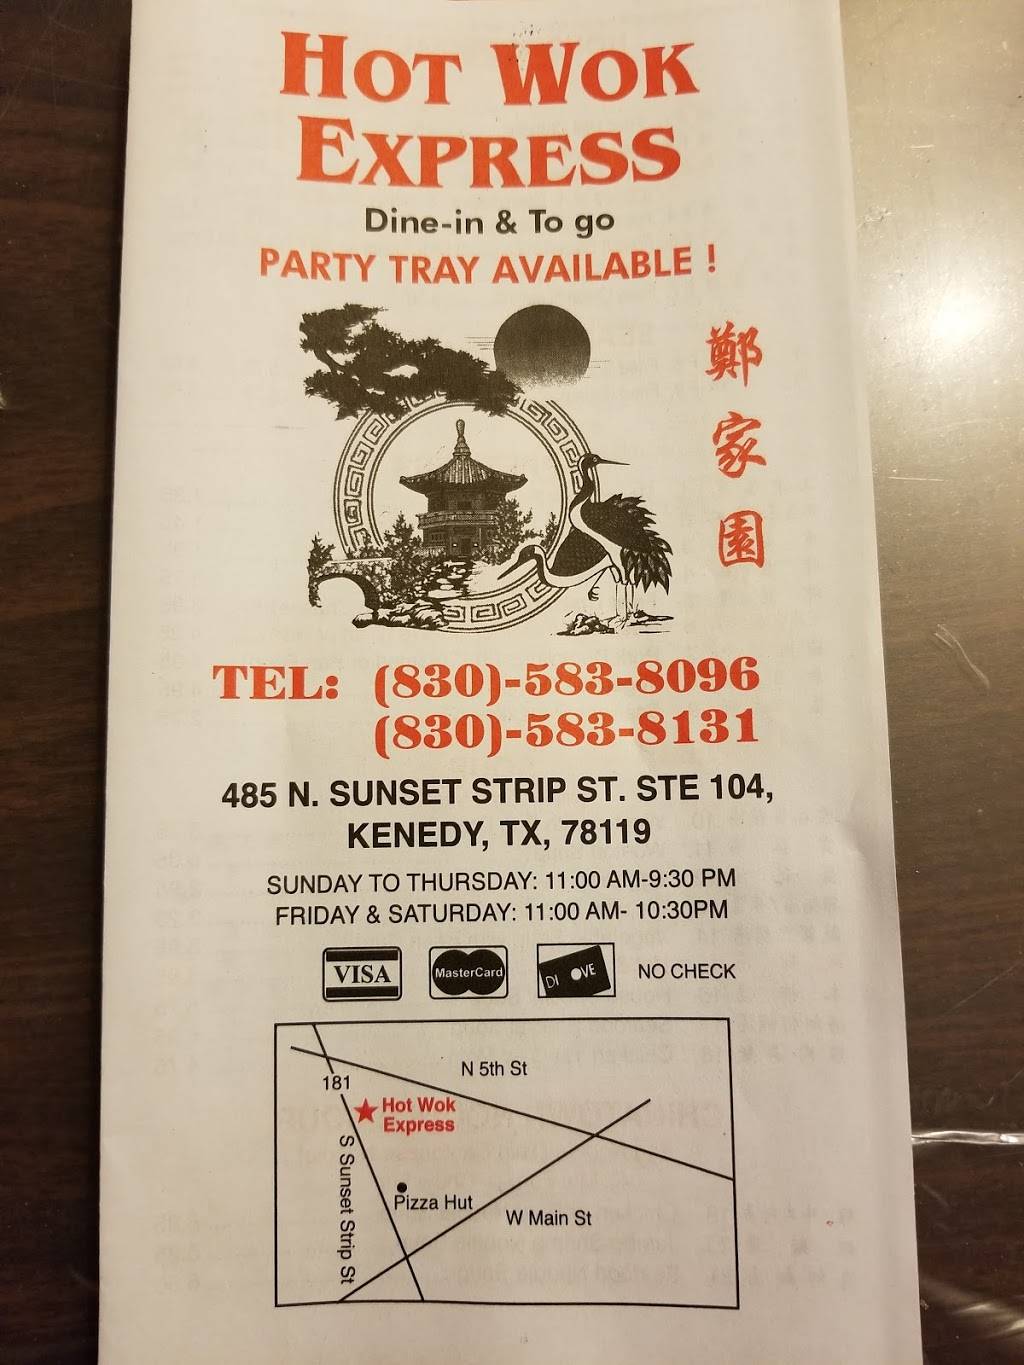 HOT WOK
EXPRESS
Dine-in & To go
PARTY TRAY AVAILABLE !
鄭家園
TEL: (830)-583-8096
(830)-583-8131
485 N. SUNSET STRIP ST. STE 104,
KENEDY, TX, 78119
SUNDAY TO THURSDAY: 11:00 AM-9:30 PM
FRIDAY & SATURDAY: 11:00 AM- 10:30PM
VISA MasterCard DI OVE NO CHECK
N 5th St
181
Hot Wok
Express
S Sunset Strip St
Pizza Hut
W Main St